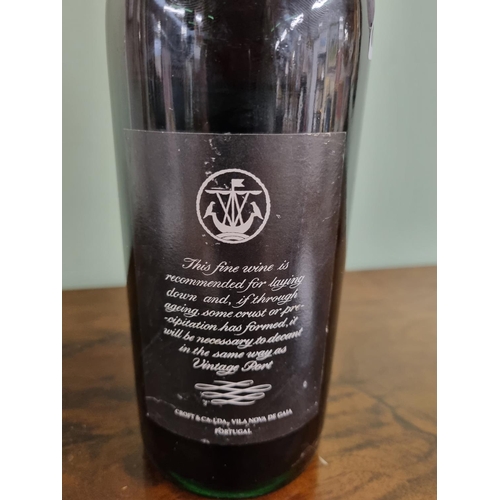 This fine wine is
recommended for laying
down and, if through
ageing, some crust or pre-
-cipitation has formed, it
will be necessary to decant
in the same way as
Vintage Port
CROFT & CA-LDA, VILA NOVA DE GAIA
PORTUGAL